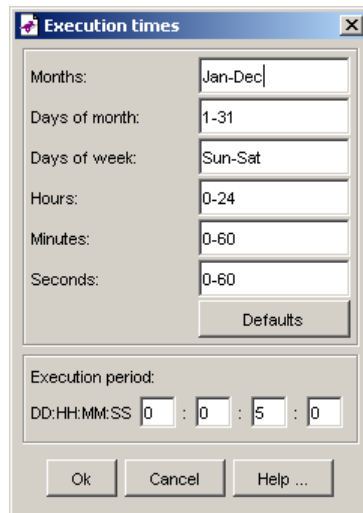 Execution times
Months: Jan-Dec
Days of month: 1-31
Days of week: Sun-Sat
Hours: 0-24
Minutes: 0-60
Seconds: 0-60
Defaults
Execution period:
DD:HH:MM:SS 0 : 0 : 5 : 0
Ok Cancel Help ...